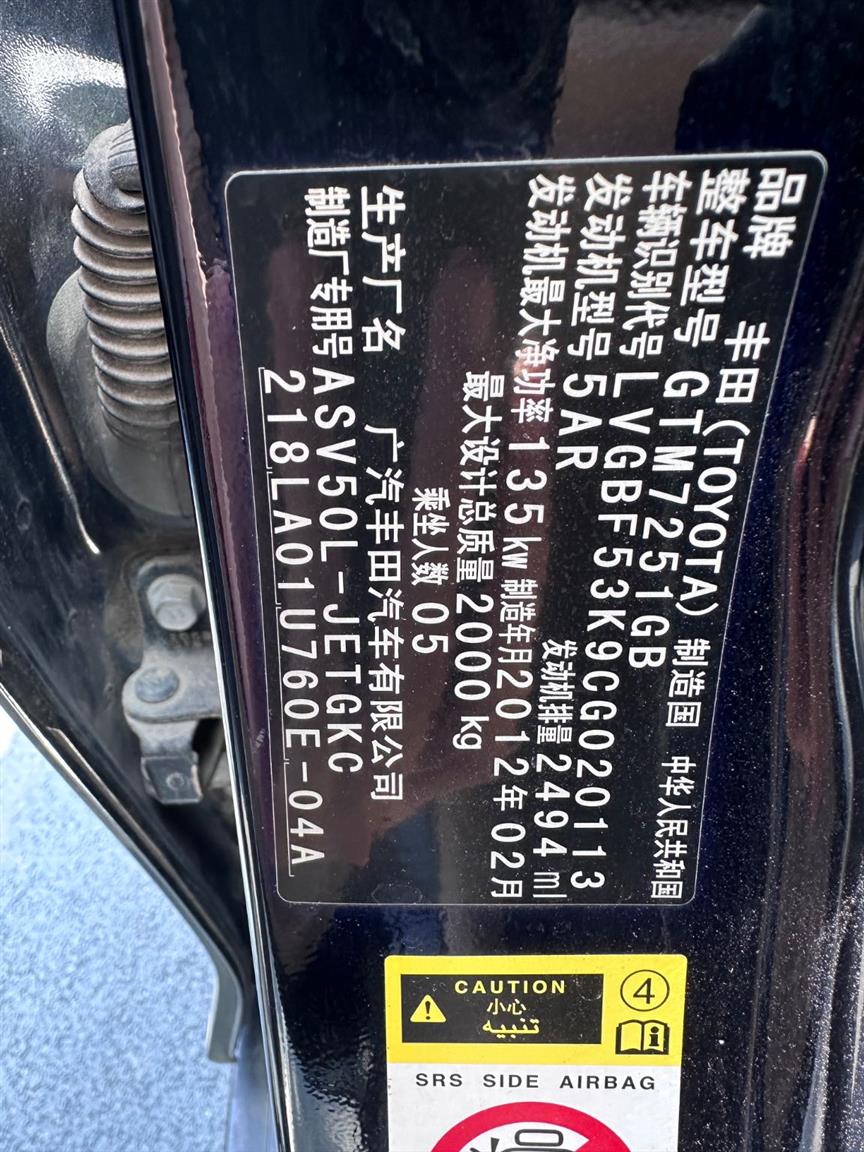 品牌 丰田(TOYOTA) 制造国 中华人民共和国
整车型号 GTM7251GB
车辆识别代号 LVGBF53K9CG020113
发动机型号 5AR 发动机排量 2494 ml
发动机最大净功率 135kw 制造年月 2012年02月
最大设计总质量 2000 kg
乘坐人数 05
生产厂名 广汽丰田汽车有限公司
制造厂专用号 ASV50L-JETGKC
218LA01U760E-04A
CAUTION
小心
تنبيه
4
i
SRS SIDE AIRBAG